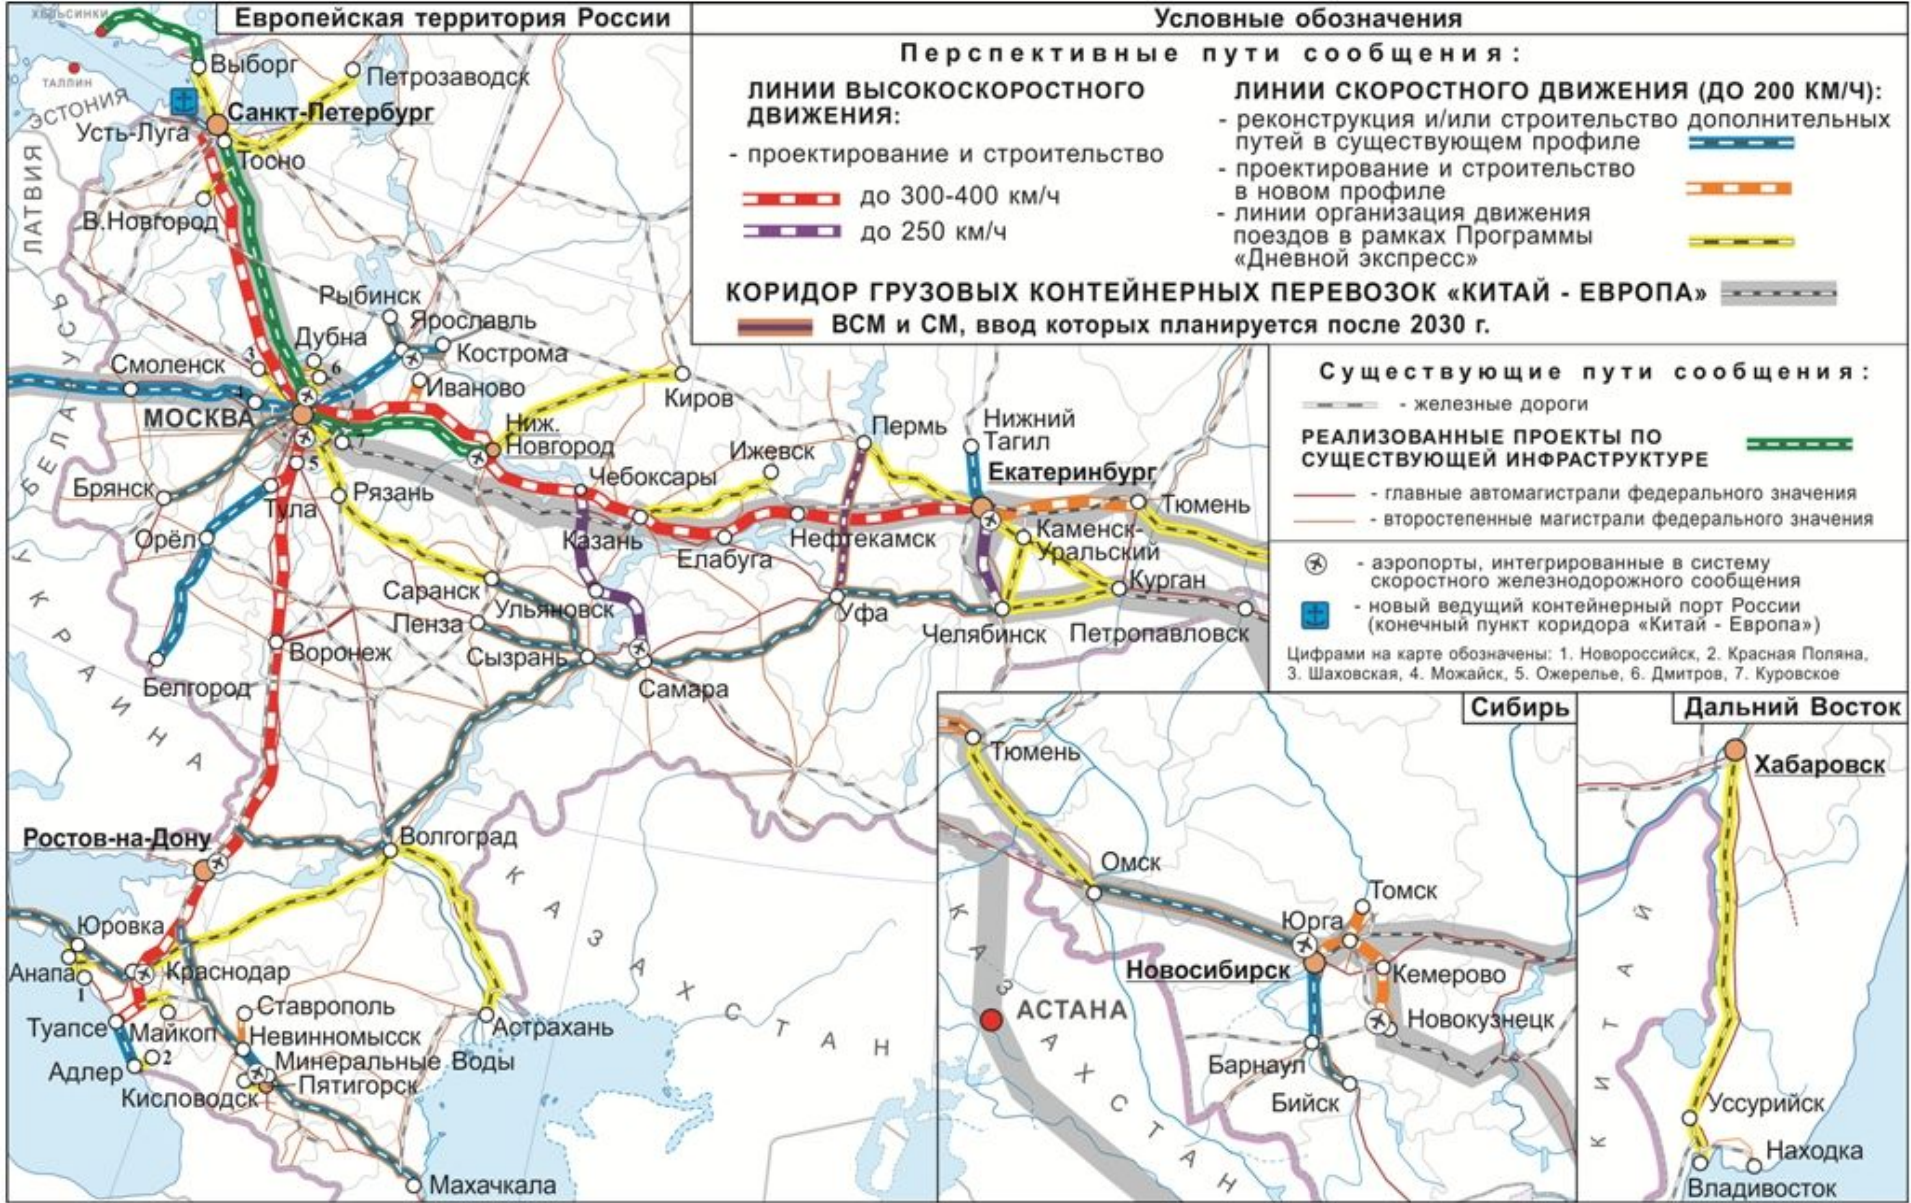 Европейская территория России
Условные обозначения
Перспективные пути сообщения:
ЛИНИИ ВЫСОКОСКОРОСТНОГО
ДВИЖЕНИЯ:
- проектирование и строительство
до 300-400 км/ч
до 250 км/ч
ЛИНИИ СКОРОСТНОГО ДВИЖЕНИЯ (ДО 200 КМ/Ч):
- реконструкция и/или строительство дополнительных
путей в существующем профиле
- проектирование и строительство
в новом профиле
- линии организация движения
поездов в рамках Программы
«Дневной экспресс»
КОРИДОР ГРУЗОВЫХ КОНТЕЙНЕРНЫХ ПЕРЕВОЗОК «КИТАЙ - ЕВРОПА»
ВСМ и СМ, ввод которых планируется после 2030 г.
Существующие пути сообщения:
- железные дороги
РЕАЛИЗОВАННЫЕ ПРОЕКТЫ ПО
СУЩЕСТВУЮЩЕЙ ИНФРАСТРУКТУРЕ
- главные автомагистрали федерального значения
- второстепенные магистрали федерального значения
- аэропорты, интегрированные в систему
скоростного железнодорожного сообщения
- новый ведущий контейнерный порт России
(конечный пункт коридора «Китай - Европа»)
Цифрами на карте обозначены: 1. Новороссийск, 2. Красная Поляна,
3. Шаховская, 4. Можайск, 5. Ожерелье, 6. Дмитров, 7. Куровское
ХЕЛЬСИНКИ
Выборг
Петрозаводск
ТАЛЛИН
ЭСТОНИЯ
Санкт-Петербург
Усть-Луга
Тосно
ЛАТВИЯ
В.Новгород
БЕЛАРУСЬ
Рыбинск
Ярославль
Дубна
Кострома
3
6
Смоленск
Иваново
4
МОСКВА
Киров
7
Ниж.
Новгород
5
Пермь
Нижний
Тагил
Ижевск
Екатеринбург
Чебоксары
Брянск
Рязань
Тула
Тюмень
Орёл
Казань
Елабуга
Нефтекамск
Каменск-
Уральский
Саранск
Ульяновск
Курган
Пенза
Уфа
Челябинск
Петропавловск
УКРАИНА
Воронеж
Сызрань
Белгород
Самара
Ростов-на-Дону
Волгоград
КАЗАХСТАН
Юровка
Анапа
1
Краснодар
Ставрополь
Туапсе
Майкоп
Невинномысск
Астрахань
2
Адлер
Минеральные Воды
Пятигорск
Кисловодск
Махачкала
Сибирь
Тюмень
Омск
Томск
Юрга
Новосибирск
Кемерово
АСТАНА
Новокузнецк
Барнаул
Бийск
КАЗАХСТАН
Дальний Восток
Хабаровск
КИТАЙ
Уссурийск
Находка
Владивосток